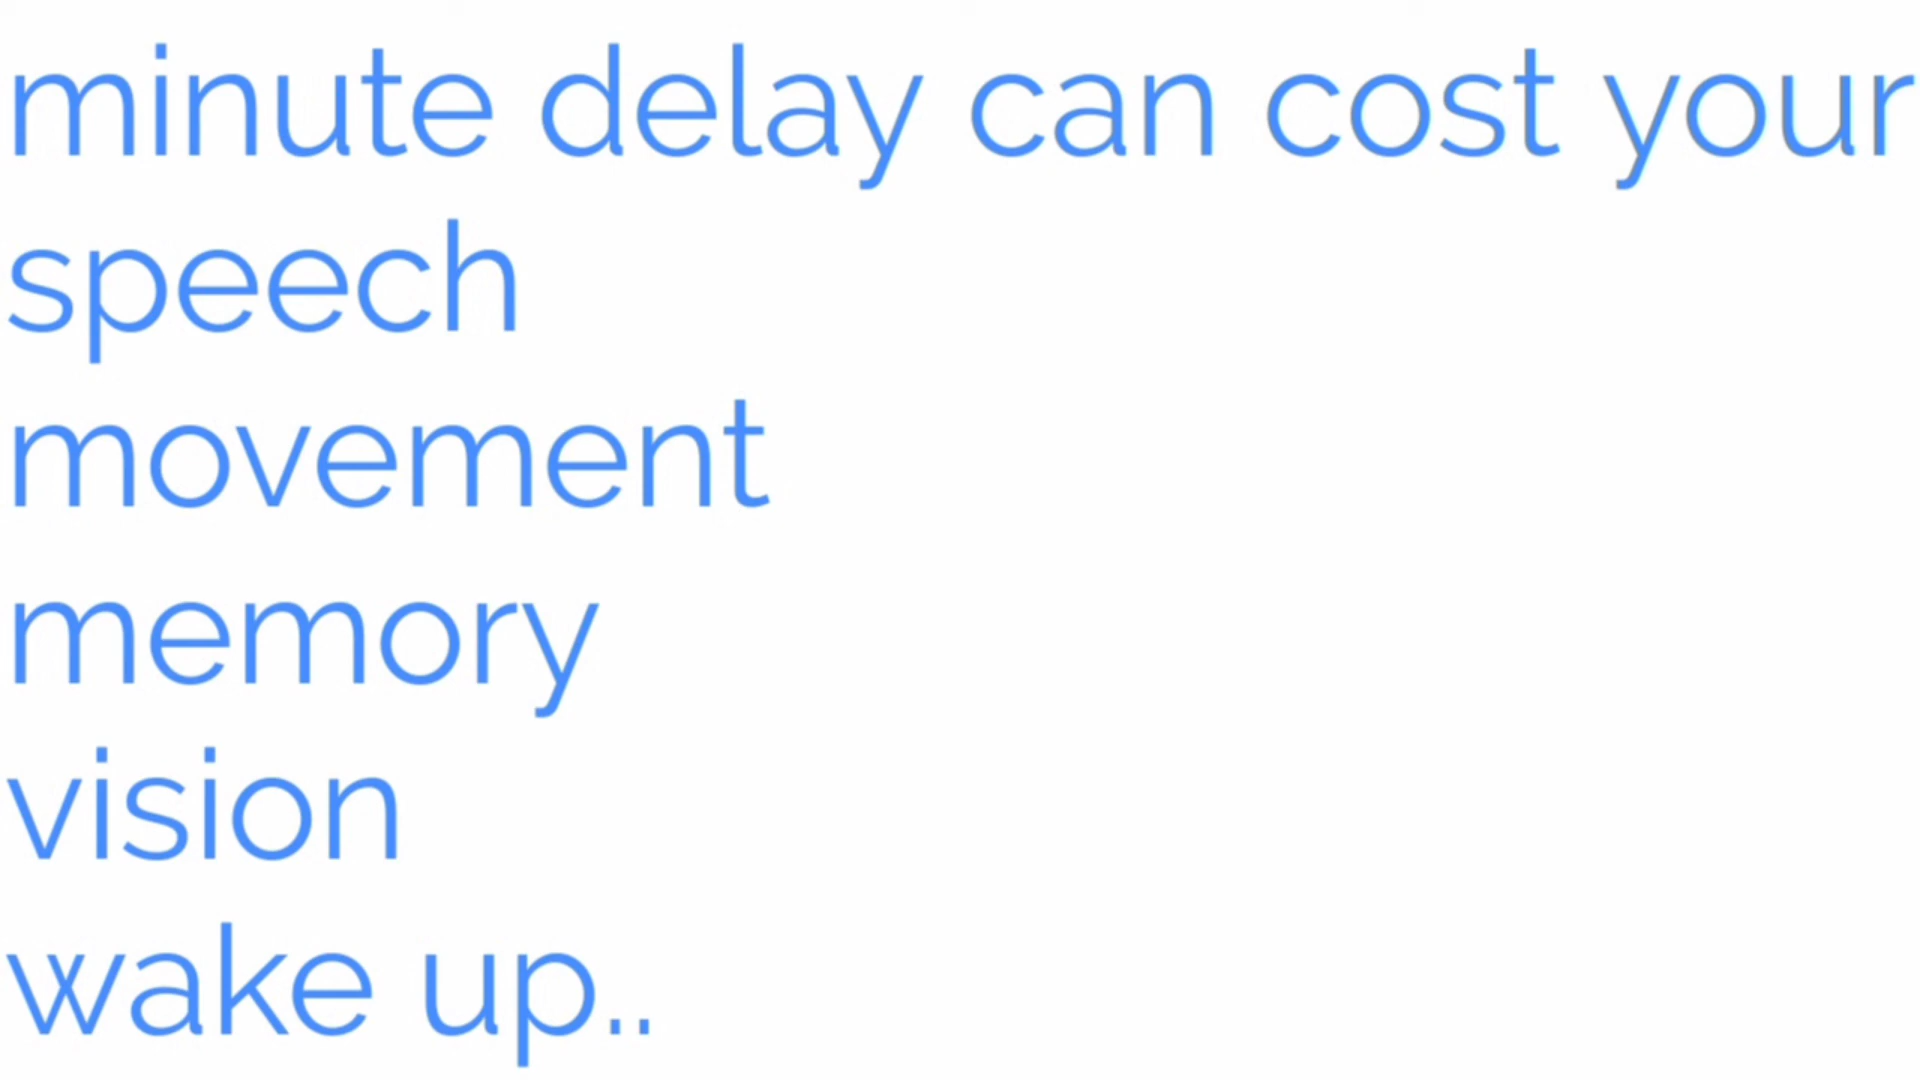 minute delay can cost your
speech
movement
memory
vision
wake up..